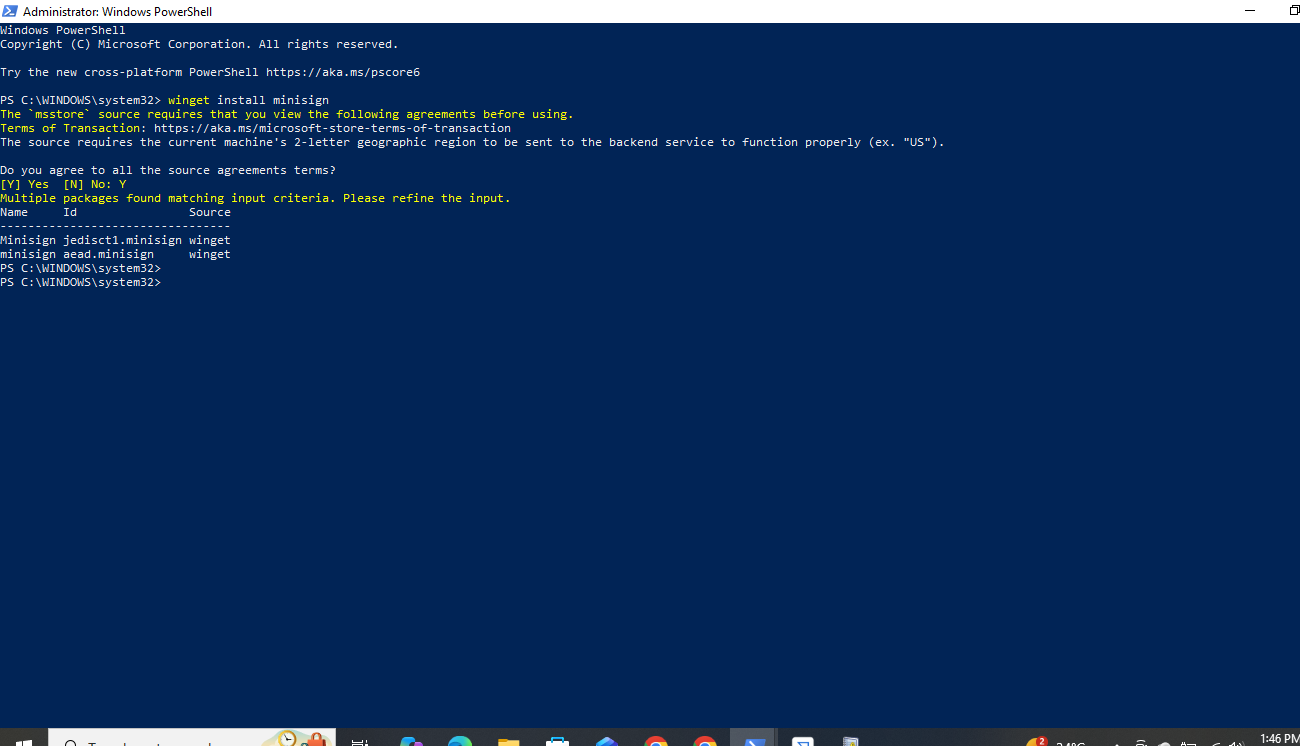 Administrator: Windows PowerShell
Windows PowerShell
Copyright (C) Microsoft Corporation. All rights reserved.
Try the new cross-platform PowerShell https://aka.ms/pscore6
PS C:\WINDOWS\system32> winget install minisign
The `msstore` source requires that you view the following agreements before using.
Terms of Transaction: https://aka.ms/microsoft-store-terms-of-transaction
The source requires the current machine's 2-letter geographic region to be sent to the backend service to function properly (ex. "US").
Do you agree to all the source agreements terms?
[Y] Yes  [N] No: Y
Multiple packages found matching input criteria. Please refine the input.
Name     Id                Source
-----------------------------------
Minisign jedisct1.minisign winget
minisign aead.minisign     winget
PS C:\WINDOWS\system32>
PS C:\WINDOWS\system32>
2
1:46 PM